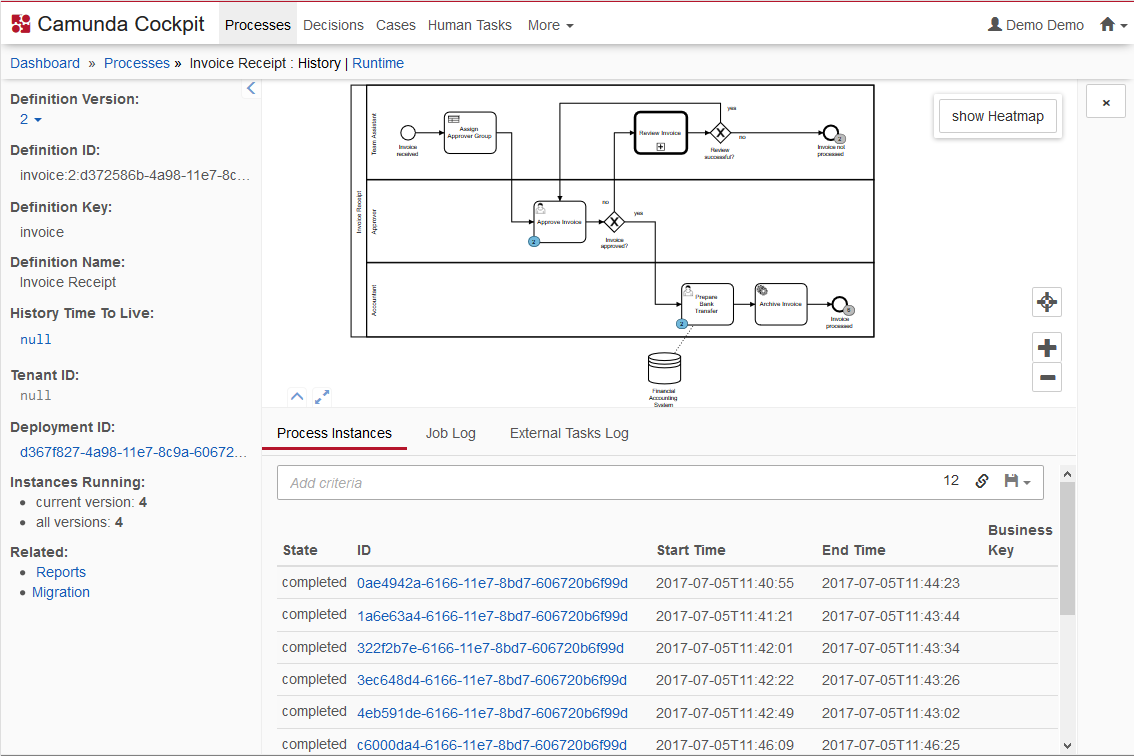 Camunda Cockpit Processes Decisions Cases Human Tasks More Demo Demo
Dashboard » Processes » Invoice Receipt : History | Runtime
Definition Version:
2
Definition ID:
invoice:2:d372586b-4a98-11e7-8c...
Definition Key:
invoice
Definition Name:
Invoice Receipt
History Time To Live:
null
Tenant ID:
null
Deployment ID:
d367f827-4a98-11e7-8c9a-60672...
Instances Running:
current version: 4
all versions: 4
Related:
Reports
Migration
Invoice Receipt
Team Assistant
Invoice
received
Assign
Approver Group
Review Invoice
yes
no
Review
successful?
2
Invoice not
processed
Approver
Approve Invoice
2
no
yes
Invoice
approved?
Accountant
Prepare
Bank
Transfer
2
Archive Invoice
6
Invoice
processed
Financial
Accounting
System
show Heatmap
×
Process Instances Job Log External Tasks Log
Add criteria 12
State ID Start Time End Time Business
Key
completed 0ae4942a-6166-11e7-8bd7-606720b6f99d 2017-07-05T11:40:55 2017-07-05T11:44:23
completed 1a6e63a4-6166-11e7-8bd7-606720b6f99d 2017-07-05T11:41:21 2017-07-05T11:43:44
completed 322f2b7e-6166-11e7-8bd7-606720b6f99d 2017-07-05T11:42:01 2017-07-05T11:43:34
completed 3ec648d4-6166-11e7-8bd7-606720b6f99d 2017-07-05T11:42:22 2017-07-05T11:43:26
completed 4eb591de-6166-11e7-8bd7-606720b6f99d 2017-07-05T11:42:49 2017-07-05T11:43:02
completed c6000da4-6166-11e7-8bd7-606720b6f99d 2017-07-05T11:46:09 2017-07-05T11:46:25